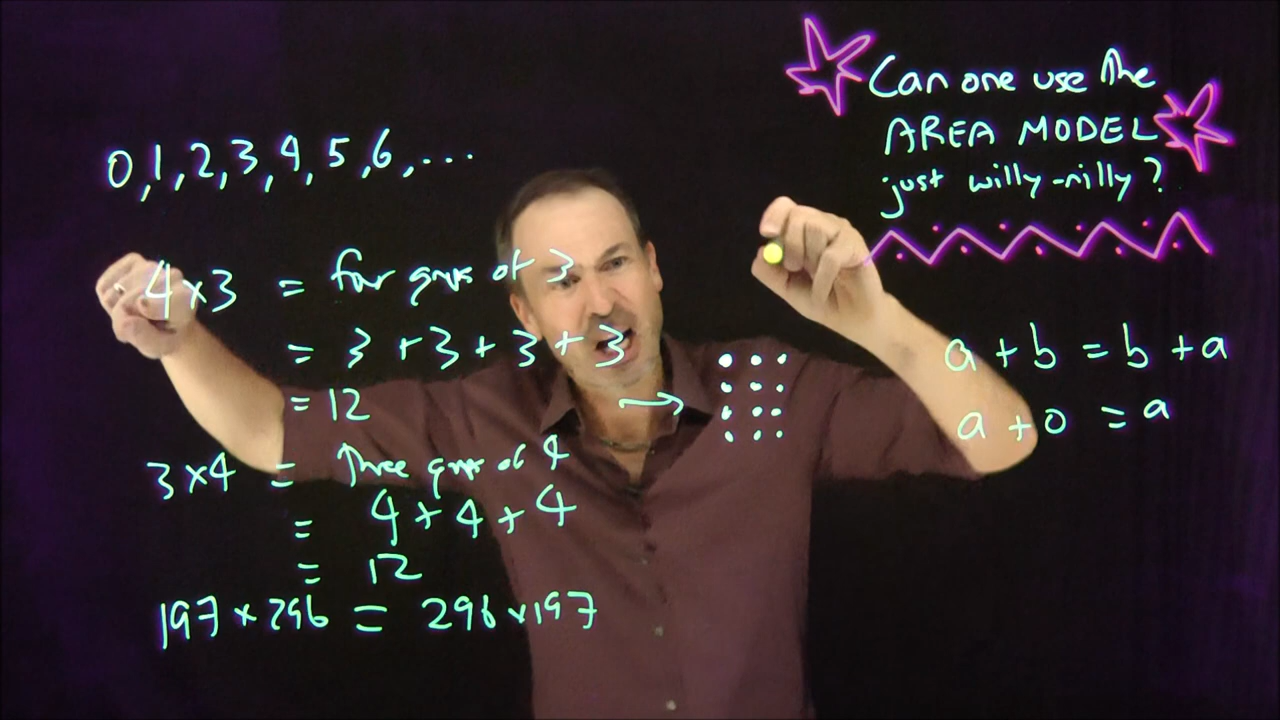 Can one use the
AREA MODEL
just willy-nilly?
0,1,2,3,4,5,6,...
4×3 = four grps of 3
= 3+3+3+3
= 12 →
3×4 = Three grps of 4
= 4+4+4
= 12
197×296 = 296×197
a+b = b+a
a+0 = a